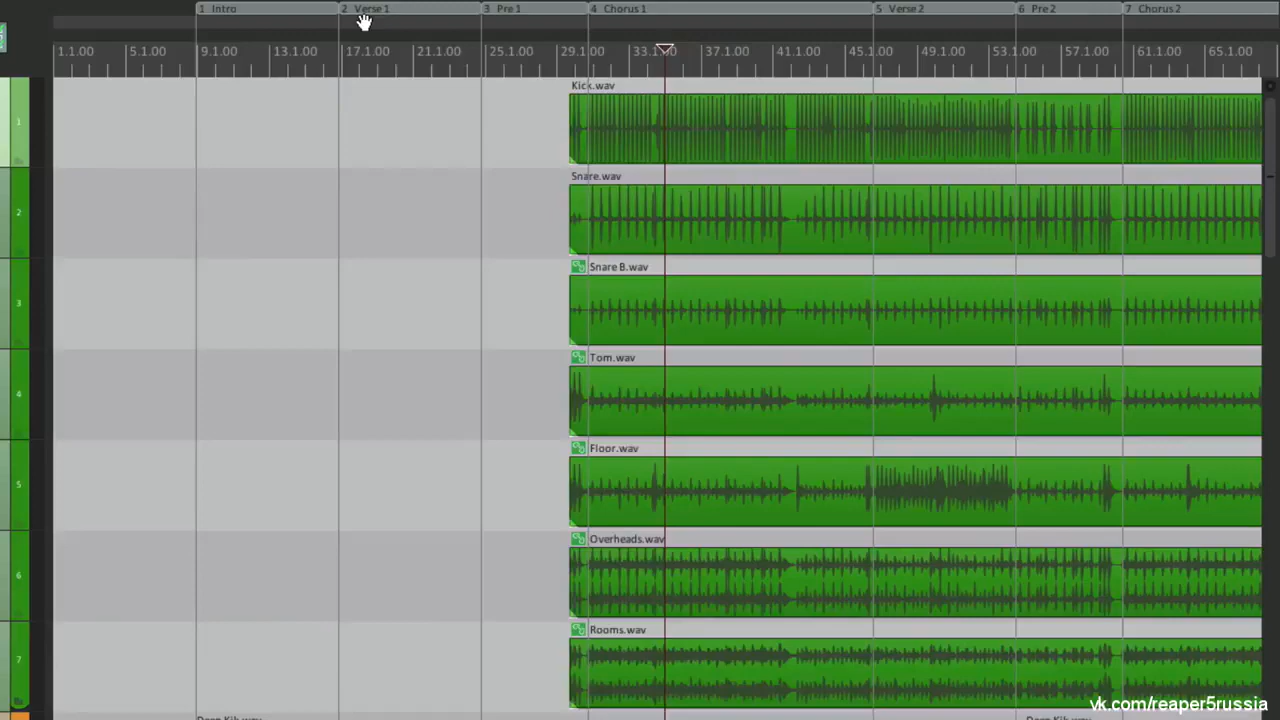 1 Intro 2 Verse 1 3 Pre 1 4 Chorus 1 5 Verse 2 6 Pre 2 7 Chorus 2
1.1.00 5.1.00 9.1.00 13.1.00 17.1.00 21.1.00 25.1.00 29.1.00 33.1.00 37.1.00 41.1.00 45.1.00 49.1.00 53.1.00 57.1.00 61.1.00 65.1.00
Kick.wav
1
Snare.wav
2
Snare B.wav
3
Tom.wav
4
Floor.wav
5
Overheads.wav
6
Rooms.wav
7
vk.com/reaper5russia